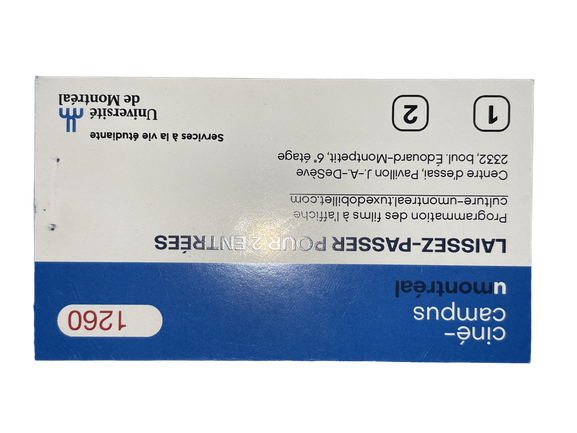 ciné-
campus
umontréal
1260
LAISSEZ-PASSER POUR 2 ENTRÉES
Programmation des films à l'affiche
culture-umontreal.tuxedobillet.com
Centre d'essai, Pavillon J.-A.-DeSève
2332, boul. Édouard-Montpetit, 6e étage
1
2
Services à la vie étudiante
Université
de Montréal